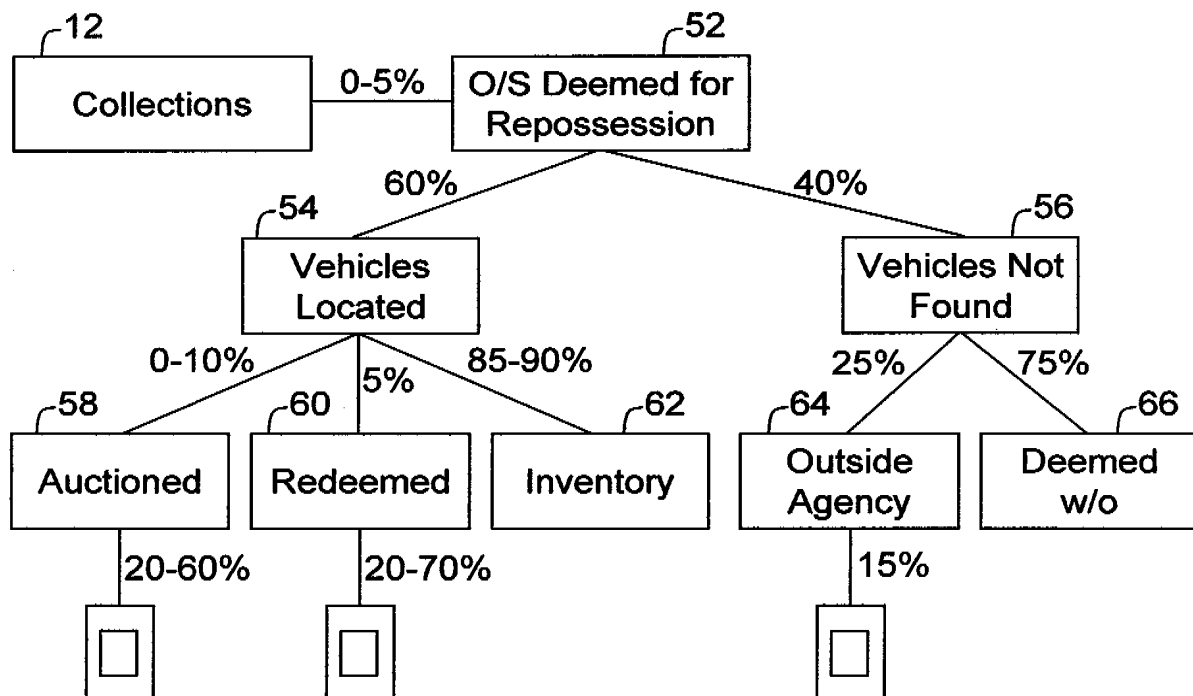 12
52
Collections
0-5%
O/S Deemed for
Repossession
60%
40%
54
56
Vehicles
Located
Vehicles Not
Found
0-10%
5%
85-90%
25%
75%
58
60
62
64
66
Auctioned
Redeemed
Inventory
Outside
Agency
Deemed
w/o
20-60%
20-70%
15%